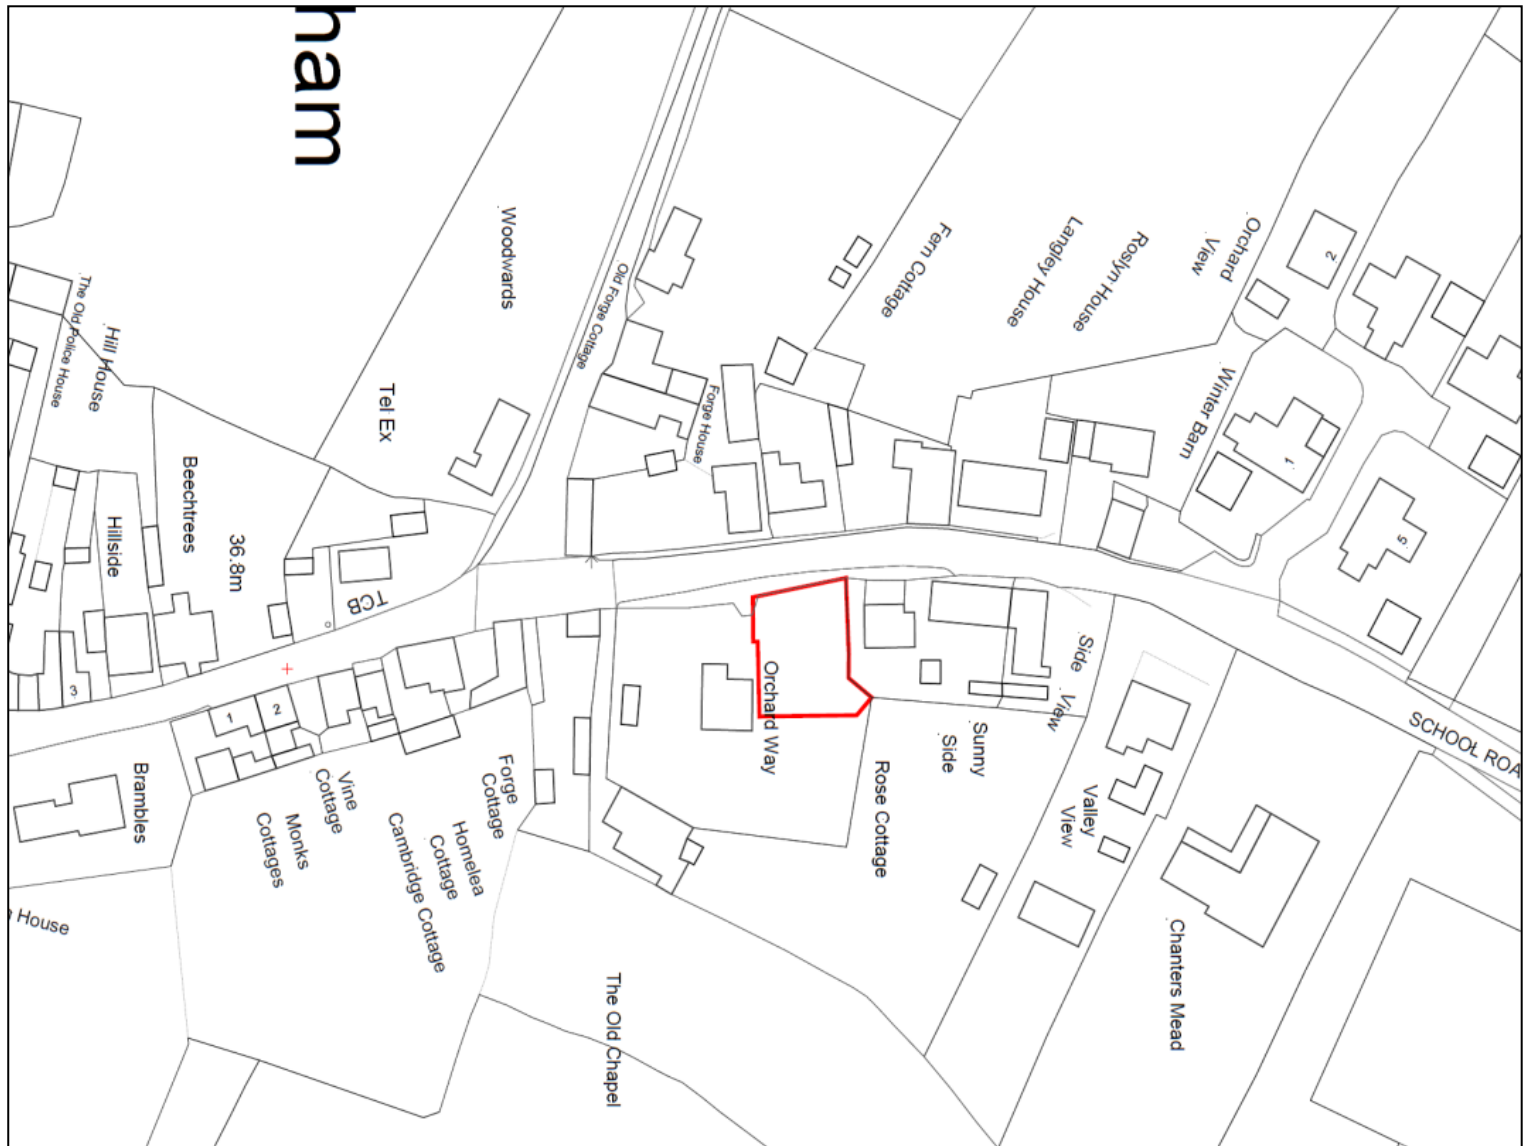 ham
Woodwards
Old Forge Cottage
Fern Cottage
Langley House
Roslyn House
Orchard
View
2
Winter Barn
1
5
Forge House
Tel Ex
The Old Police House
Hill House
Beechtrees
Hillside
36.8m
TCB
3
1
2
Orchard Way
Side View
SCHOOL ROA
Sunny
Side
Rose Cottage
Valley
View
Chanters Mead
Brambles
Vine
Cottage
Monks
Cottages
Forge
Cottage
Homelea
Cottage
Cambridge Cottage
House
The Old Chapel